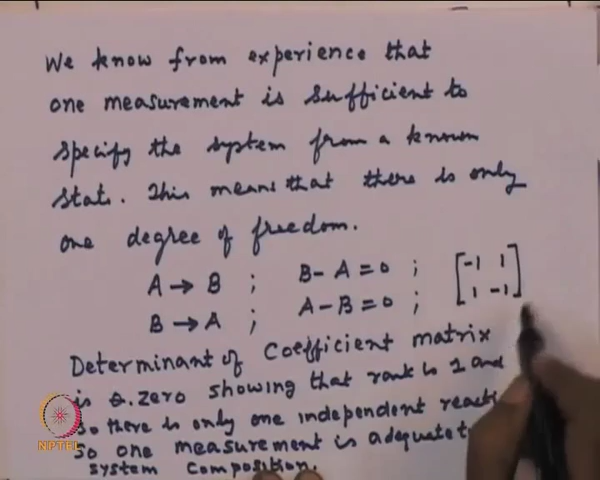 We know from experience that
one measurement is sufficient to
specify the system from a known
state. This means that there is only
one degree of freedom.
A → B ; B - A = 0 ; [-1 1
B → A ; A - B = 0 ; 1 -1]
Determinant of Coefficient matrix
is zero showing that rank is 1 and
so there is only one independent reacti
So one measurement is adequate t
system composition.
NPTEL